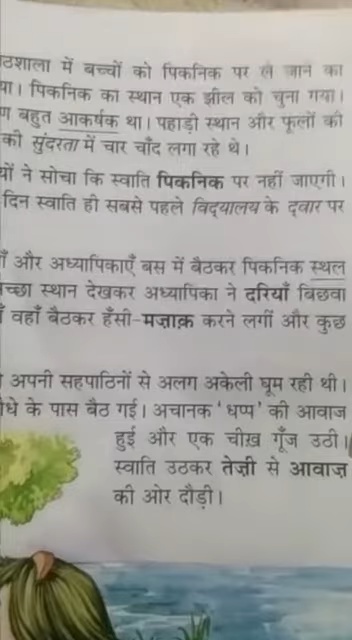 ठशाला में बच्चों को पिकनिक पर ले जाने का
या। पिकनिक का स्थान एक झील को चुना गया।
ण बहुत आकर्षक था। पहाड़ी स्थान और फूलों की
की सुंदरता में चार चाँद लगा रहे थे।
यों ने सोचा कि स्वाति पिकनिक पर नहीं जाएगी।
दिन स्वाति ही सबसे पहले विद्यालय के द्वार पर
ँ और अध्यापिकाएँ बस में बैठकर पिकनिक स्थल
च्छा स्थान देखकर अध्यापिका ने दरियाँ बिछवा
ँ वहाँ बैठकर हँसी-मज़ाक़ करने लगीं और कुछ
अपनी सहपाठिनों से अलग अकेली घूम रही थी।
धे के पास बैठ गई। अचानक 'धप्प' की आवाज
हुई और एक चीख़ गूँज उठी।
स्वाति उठकर तेज़ी से आवाज़
की ओर दौड़ी।